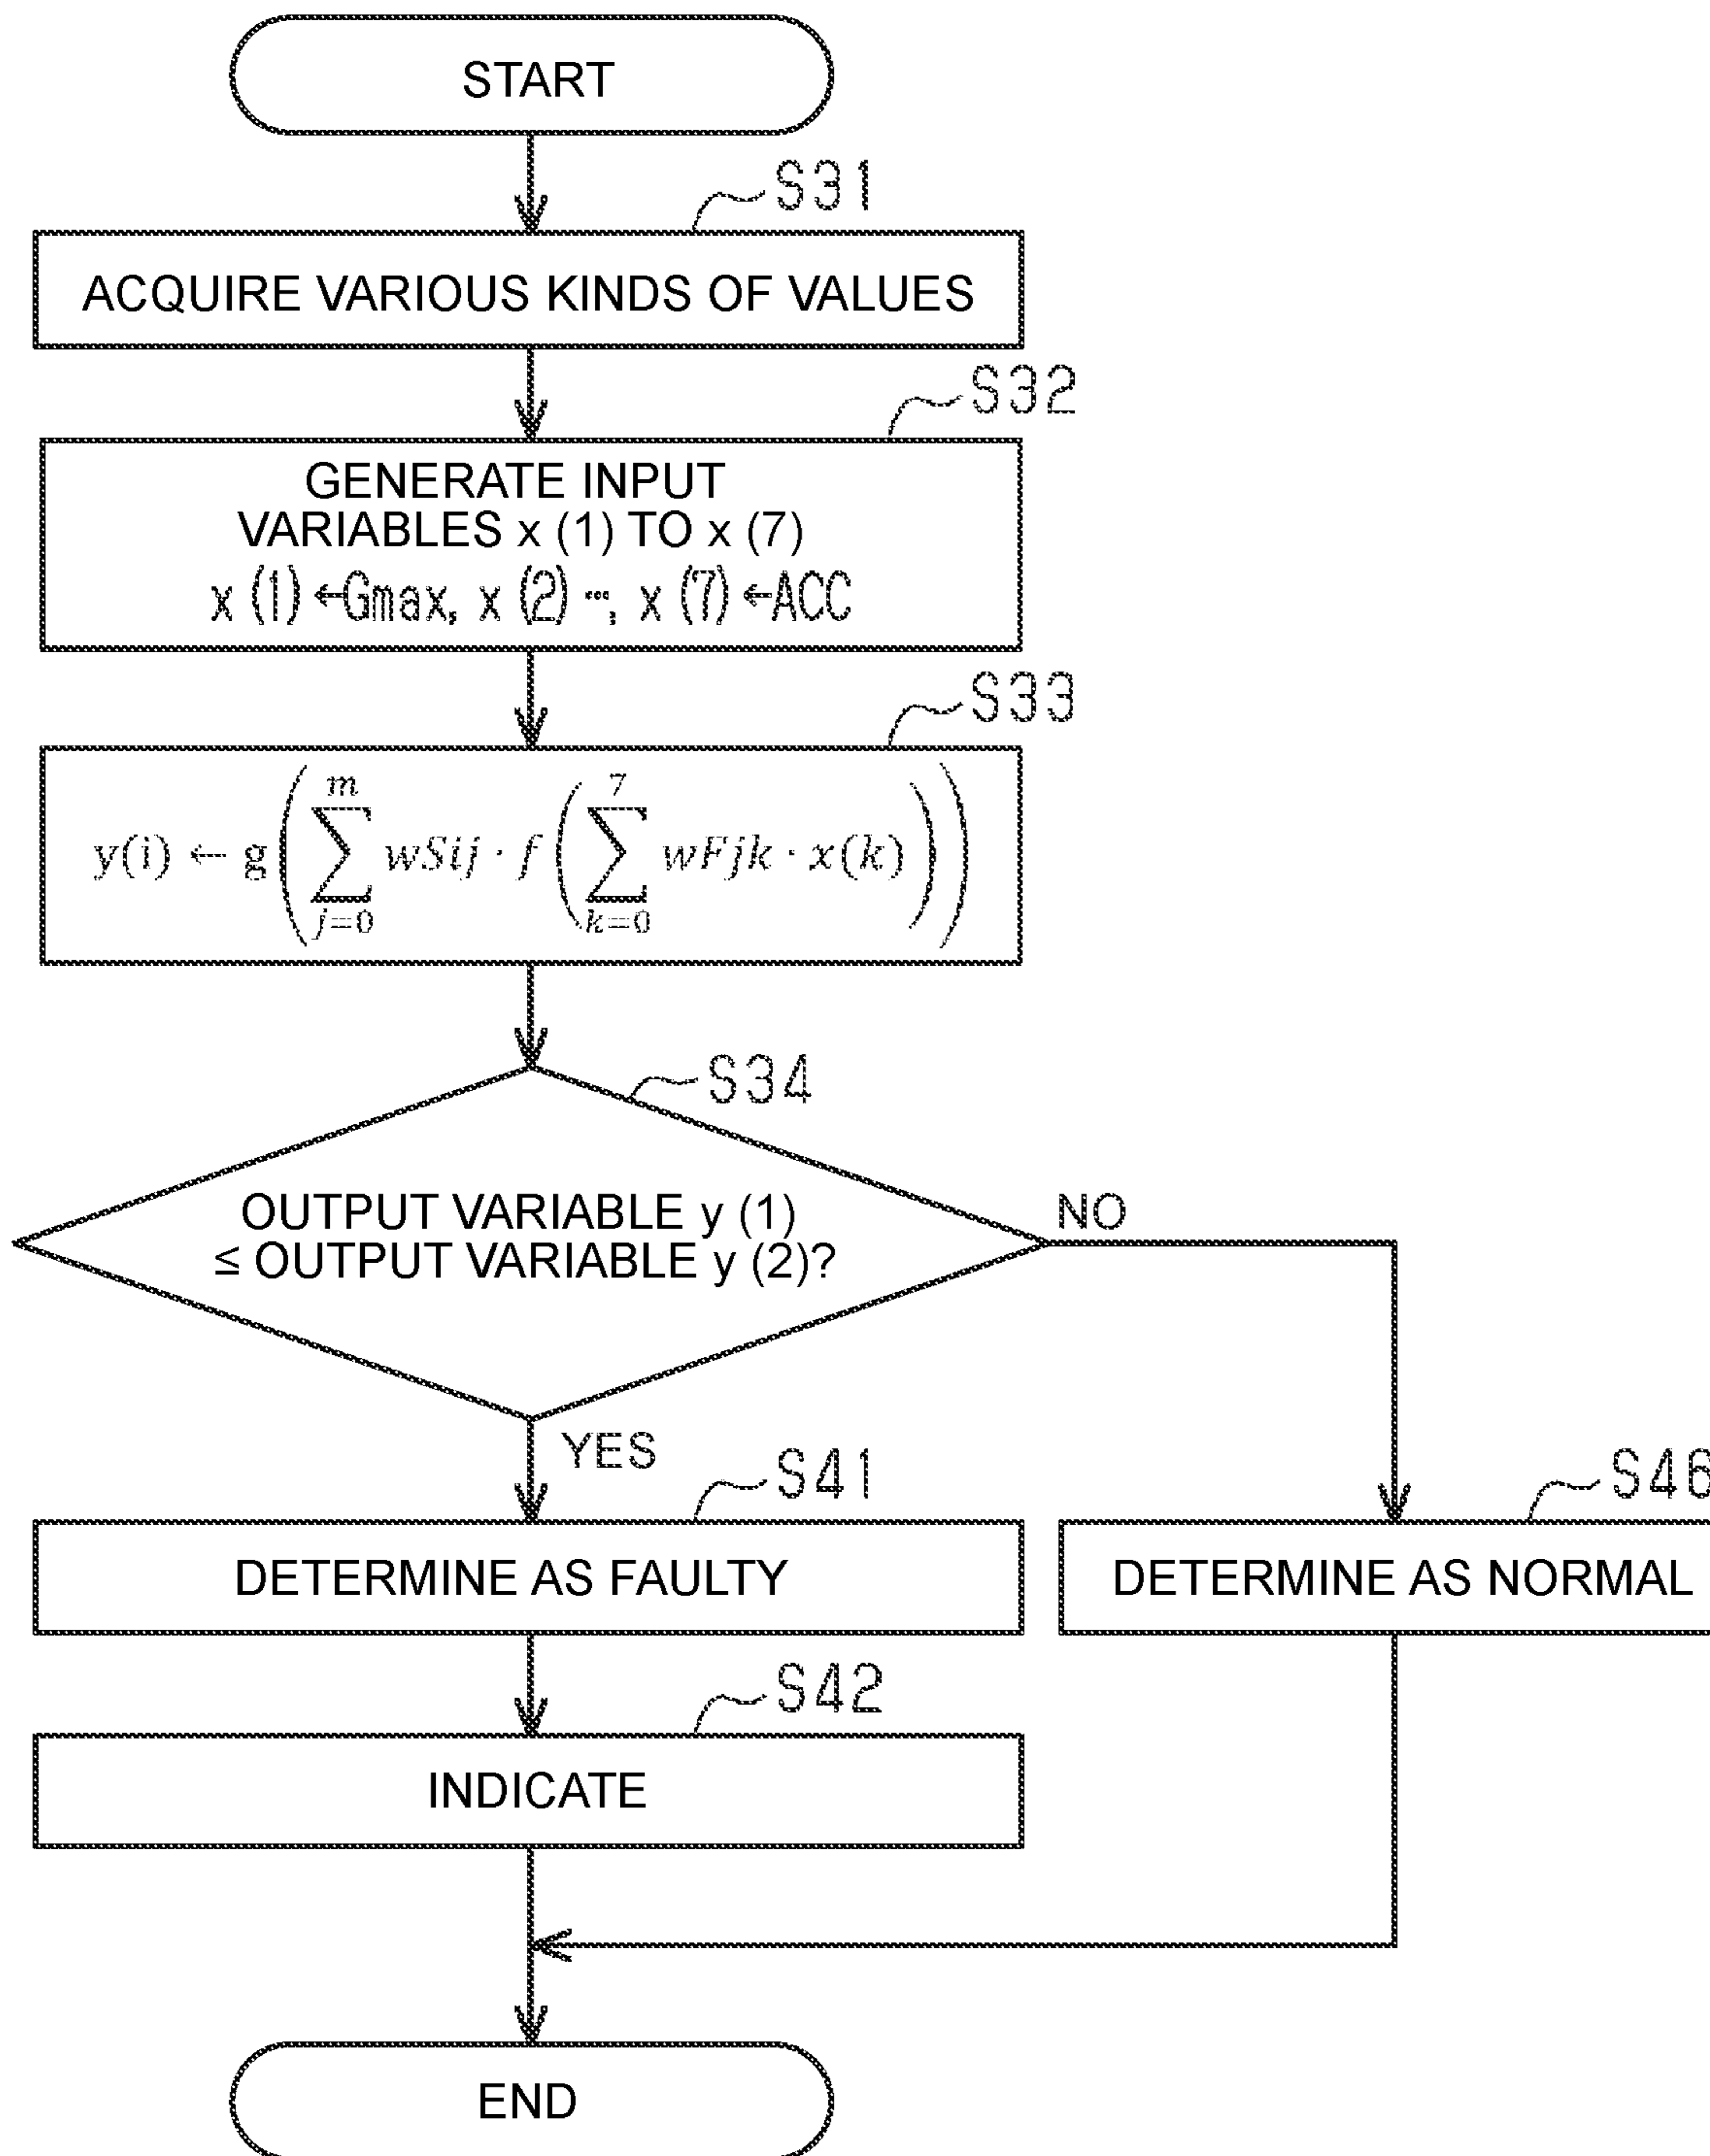 START
S31
ACQUIRE VARIOUS KINDS OF VALUES
S32
GENERATE INPUT
VARIABLES x (1) TO x (7)
x (1) ←Gmax, x (2) …, x (7) ←ACC
S33
y(i) ← g(∑_{j=0}^{m} wSij · f(∑_{k=0}^{7} wFjk · x(k)))
S34
OUTPUT VARIABLE y (1)
≤ OUTPUT VARIABLE y (2)?
NO
YES
S41
S46
DETERMINE AS FAULTY
DETERMINE AS NORMAL
S42
INDICATE
END